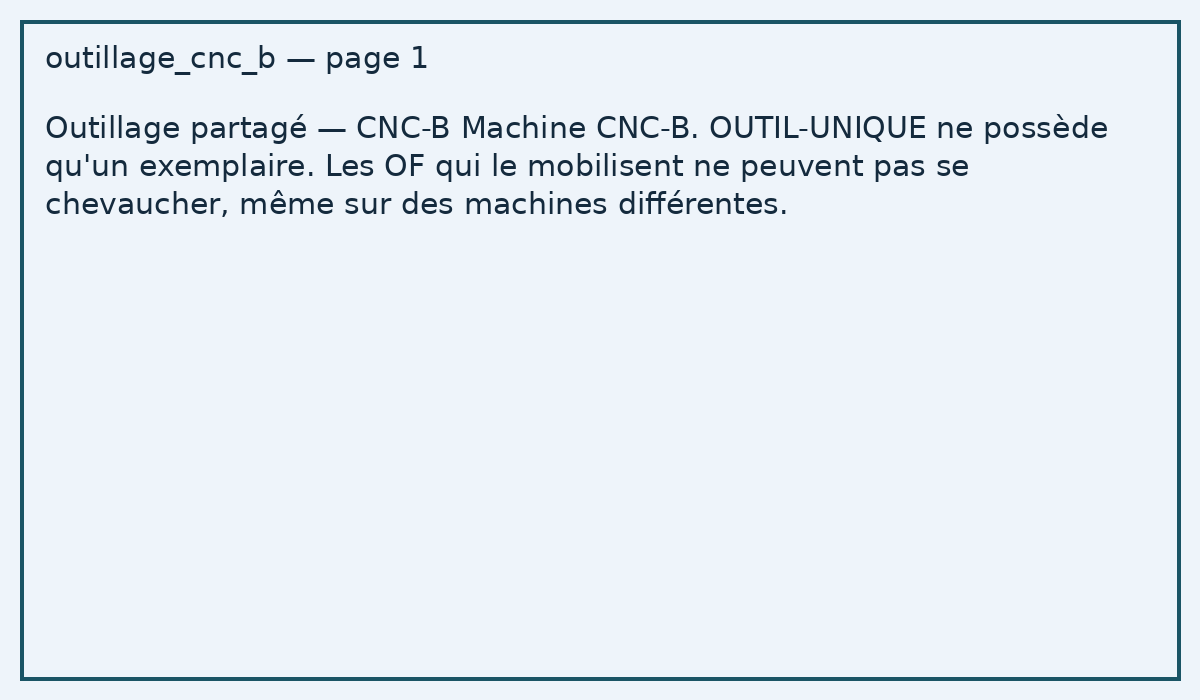 outillage_cnc_b — page 1
Outillage partagé — CNC-B Machine CNC-B. OUTIL-UNIQUE ne possède
qu'un exemplaire. Les OF qui le mobilisent ne peuvent pas se
chevaucher, même sur des machines différentes.